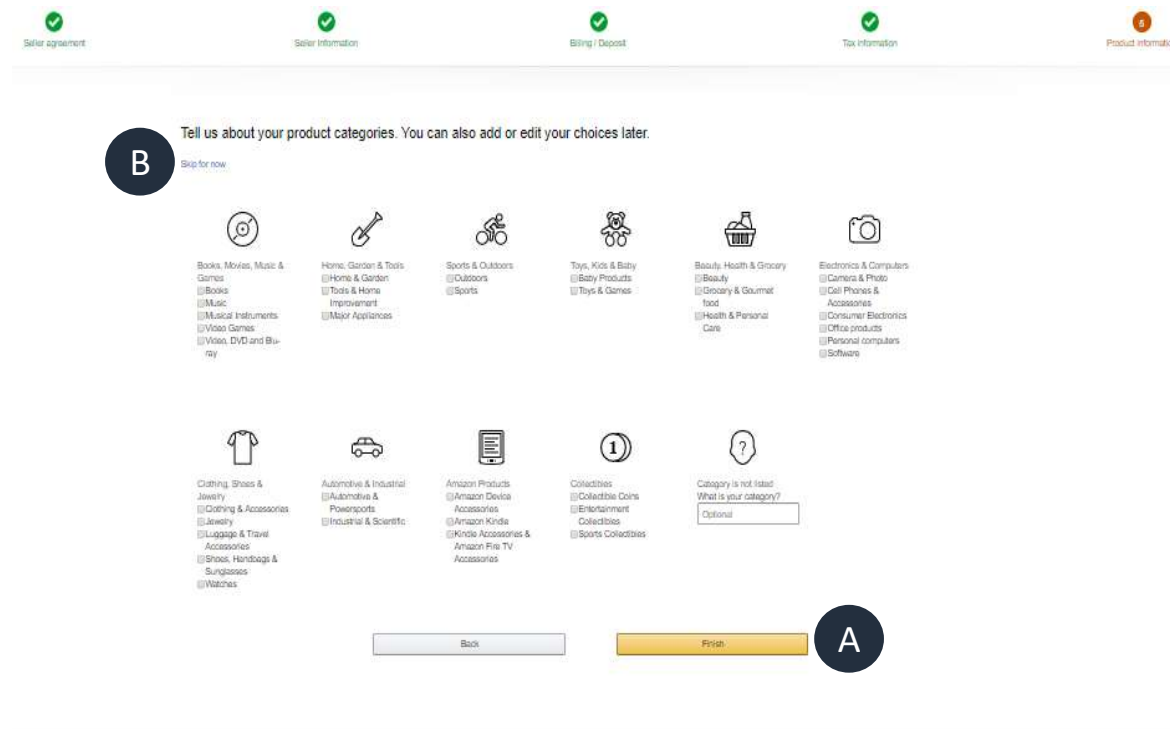 Seller agreement
Seller Information
Billing / Deposit
Tax Information
5
Product Informatio
Tell us about your product categories. You can also add or edit your choices later.
B
Skip for now
Books, Movies, Music &
Games
Books
Music
Musical Instruments
Video Games
Video, DVD and Blu-
ray
Home, Garden & Tools
Home & Garden
Tools & Home
Improvement
Major Appliances
Sports & Outdoors
Outdoors
Sports
Toys, Kids & Baby
Baby Products
Toys & Games
Beauty, Health & Grocery
Beauty
Grocery & Gourmet
food
Health & Personal
Care
Electronics & Computers
Camera & Photo
Cell Phones &
Accessories
Consumer Electronics
Office products
Personal computers
Software
Clothing, Shoes &
Jewelry
Clothing & Accessories
Jewelry
Luggage & Travel
Accessories
Shoes, Handbags &
Sunglasses
Watches
Automotive & Industrial
Automotive &
Powersports
Industrial & Scientific
Amazon Products
Amazon Device
Accessories
Amazon Kindle
Kindle Accessories &
Amazon Fire TV
Accessories
1
Collectibles
Collectible Coins
Entertainment
Collectibles
Sports Collectibles
?
Category is not listed
What is your category?
Optional
Back
Finish
A